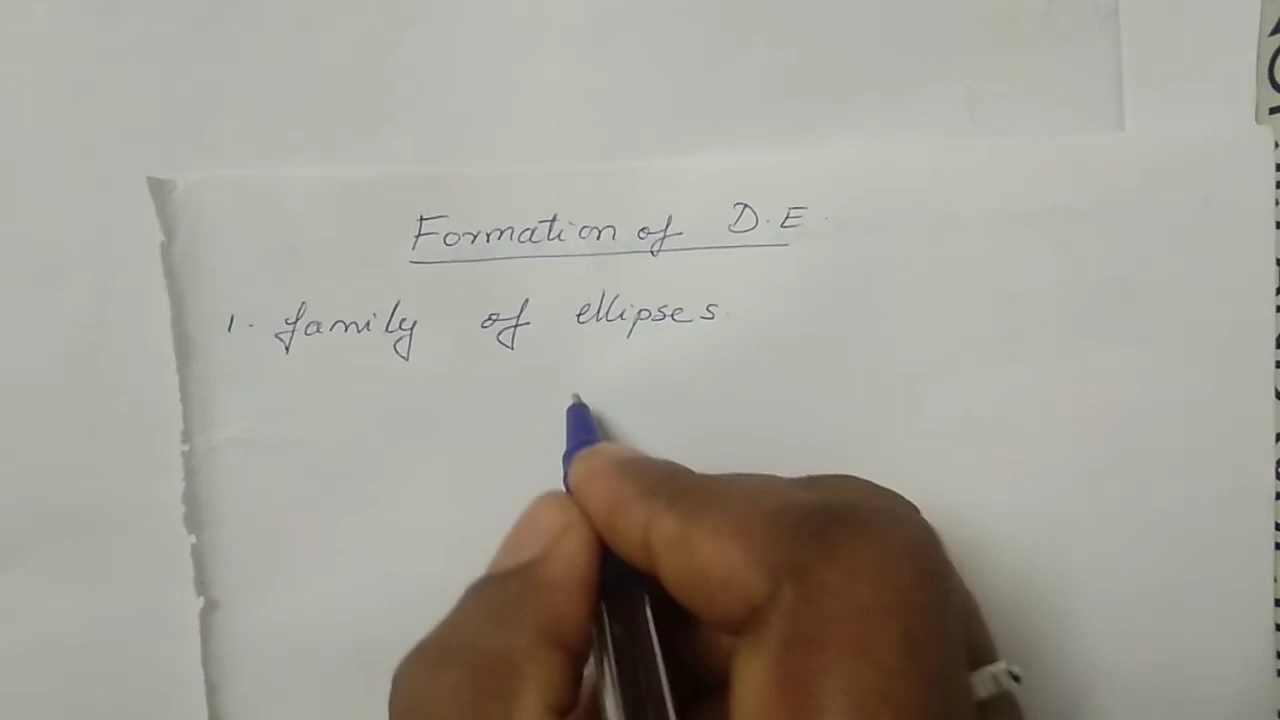 Formation of D.E.
1. family of ellipses.